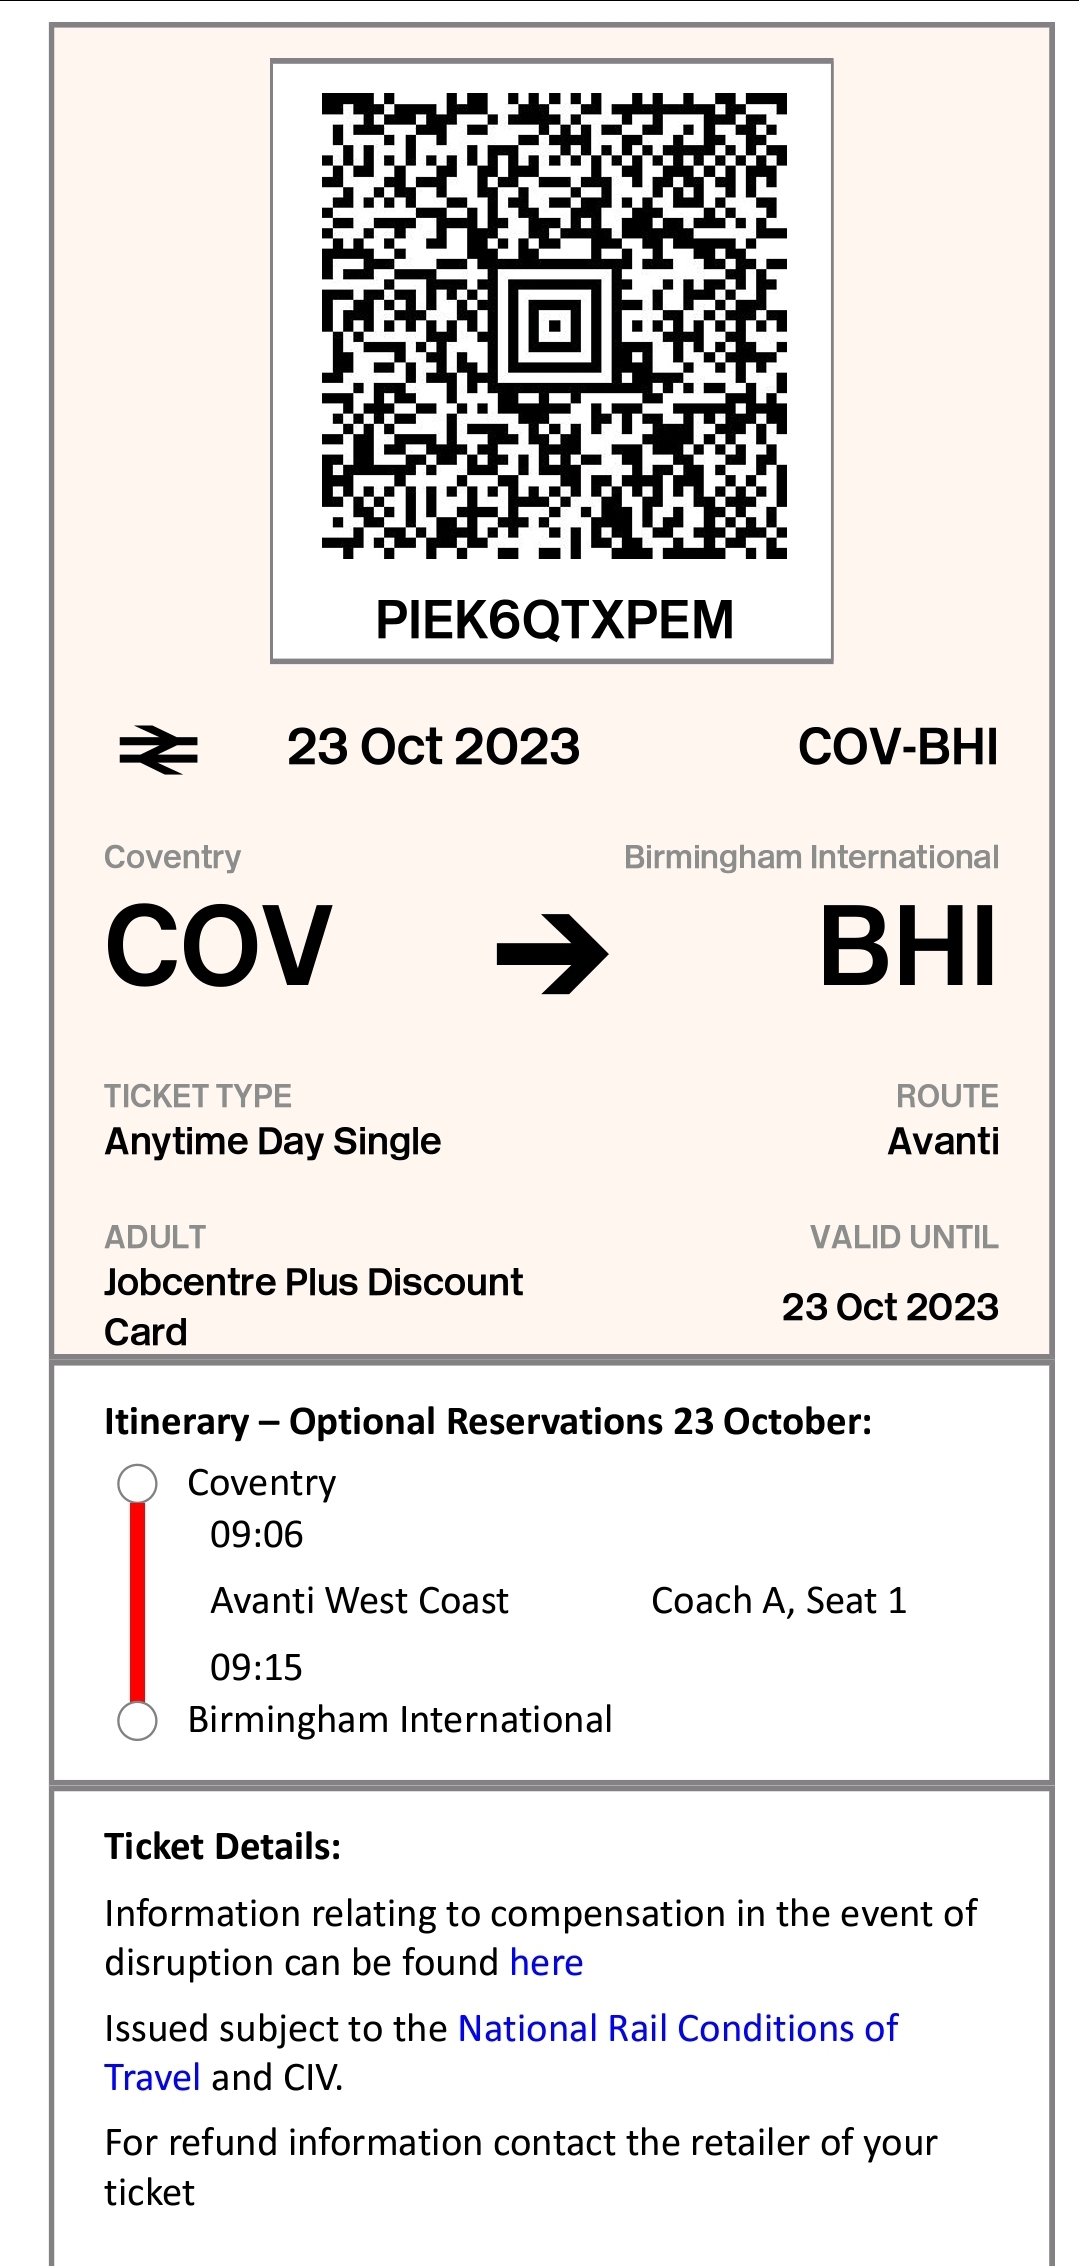 PIEK6QTXPEM
23 Oct 2023 COV-BHI
Coventry Birmingham International
COV BHI
TICKET TYPE ROUTE
Anytime Day Single Avanti
ADULT VALID UNTIL
Jobcentre Plus Discount
Card 23 Oct 2023
Itinerary – Optional Reservations 23 October:
Coventry
09:06
Avanti West Coast Coach A, Seat 1
09:15
Birmingham International
Ticket Details:
Information relating to compensation in the event of
disruption can be found here
Issued subject to the National Rail Conditions of
Travel and CIV.
For refund information contact the retailer of your
ticket